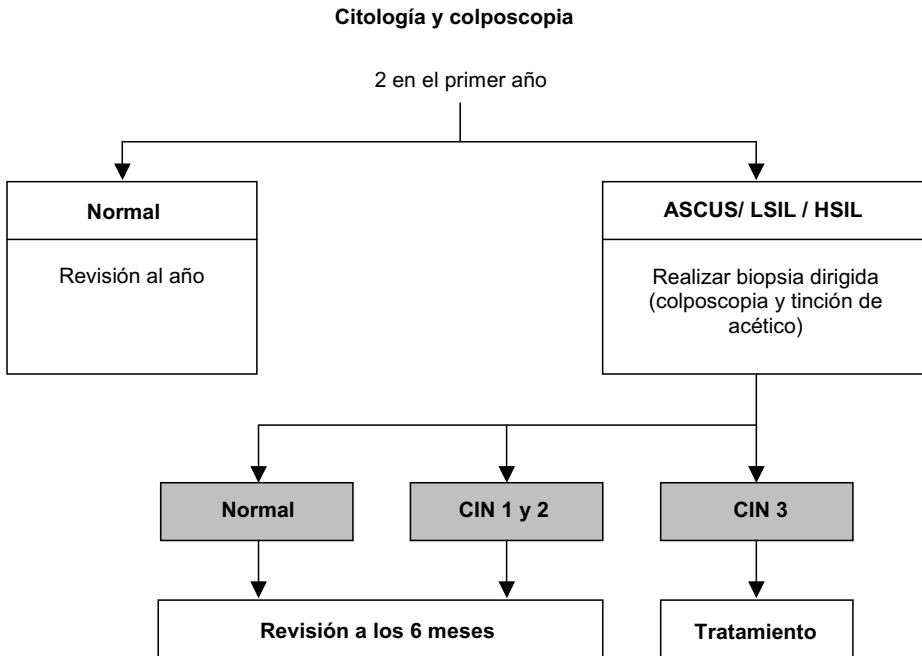 Citología y colposcopia
2 en el primer año
Normal
Revisión al año
ASCUS/ LSIL / HSIL
Realizar biopsia dirigida
(colposcopia y tinción de
acético)
Normal
CIN 1 y 2
CIN 3
Revisión a los 6 meses
Tratamiento